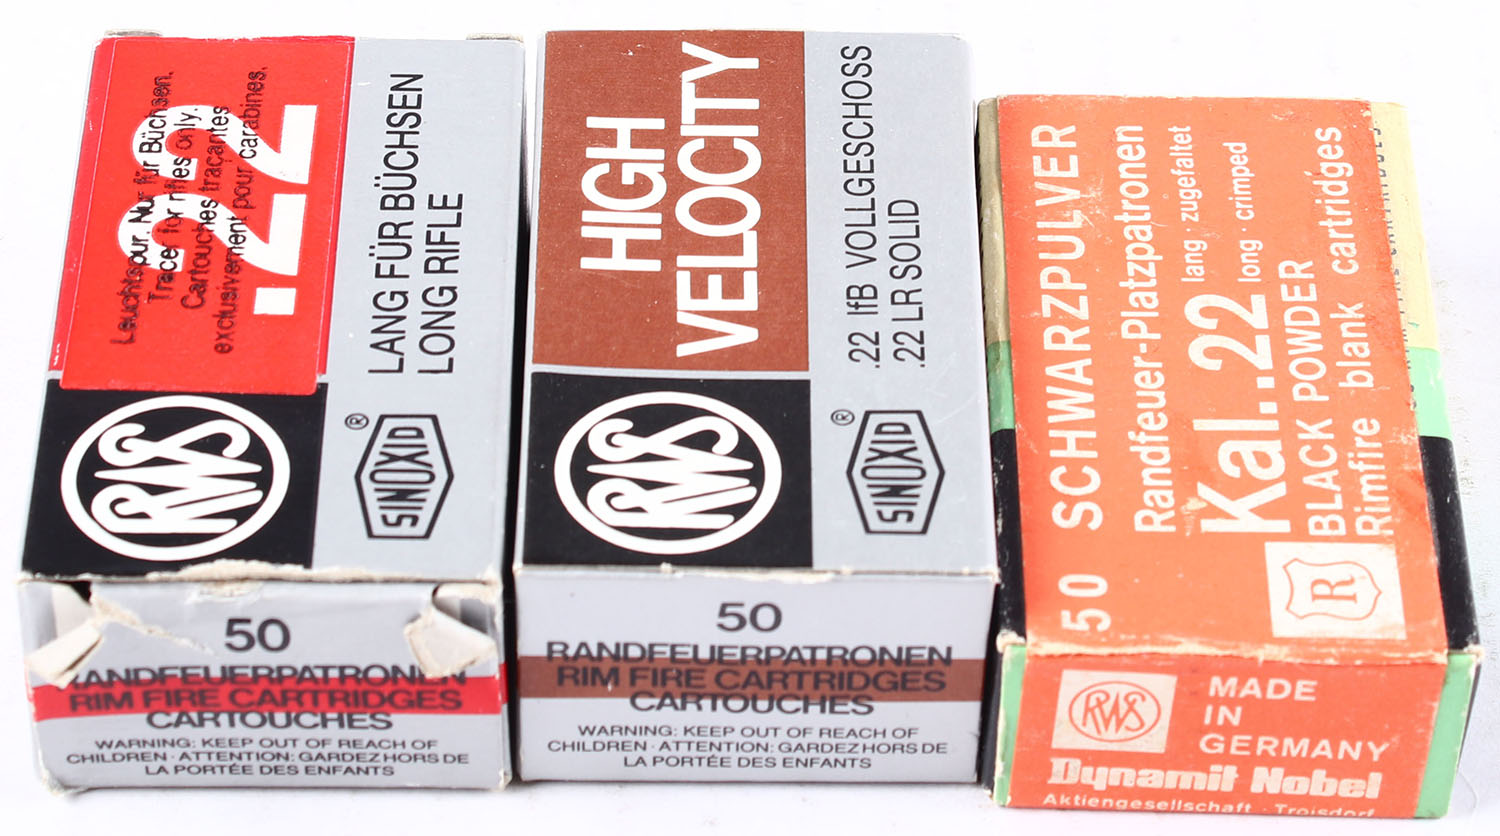 Leuchtspur. Nur für Büchsen.
Tracer for rifles only.
Cartouches traçantes
exclusivement pour carabines.
.22
LANG FÜR BÜCHSEN
LONG RIFLE
RWS
SINOXID ®
50
RANDFEUERPATRONEN
RIM FIRE CARTRIDGES
CARTOUCHES
WARNING: KEEP OUT OF REACH OF
CHILDREN · ATTENTION: GARDEZ HORS DE
LA PORTÉE DES ENFANTS
HIGH
VELOCITY
.22 lfB VOLLGESCHOSS
.22 LR SOLID
RWS
SINOXID ®
50
RANDFEUERPATRONEN
RIM FIRE CARTRIDGES
CARTOUCHES
WARNING: KEEP OUT OF REACH OF
CHILDREN · ATTENTION: GARDEZ HORS DE
LA PORTÉE DES ENFANTS
50 SCHWARZPULVER
Randfeuer-Platzpatronen
Kal..22 lang · zugefaltet
long · crimped
BLACK POWDER
Rimfire blank cartridges
R
RWS
MADE
IN
GERMANY
Dynamit Nobel
Aktiengesellschaft · Troisdorf